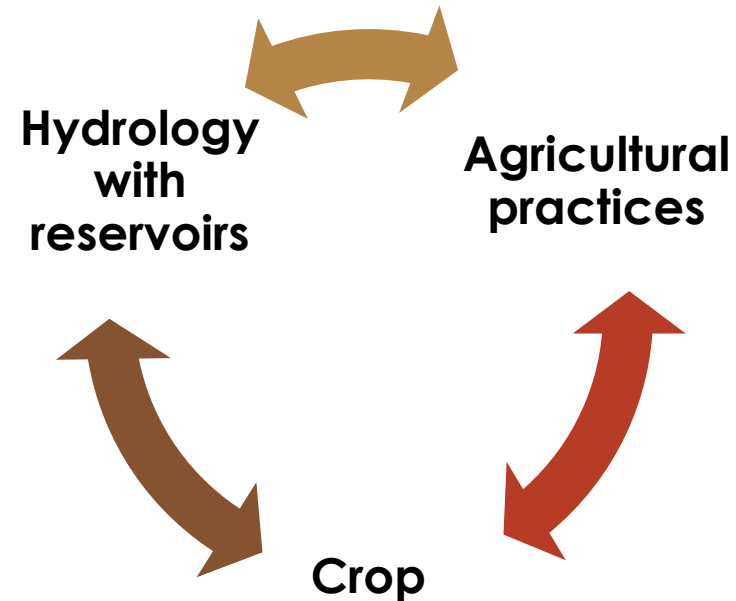 Hydrology
with
reservoirs
Agricultural
practices
Crop